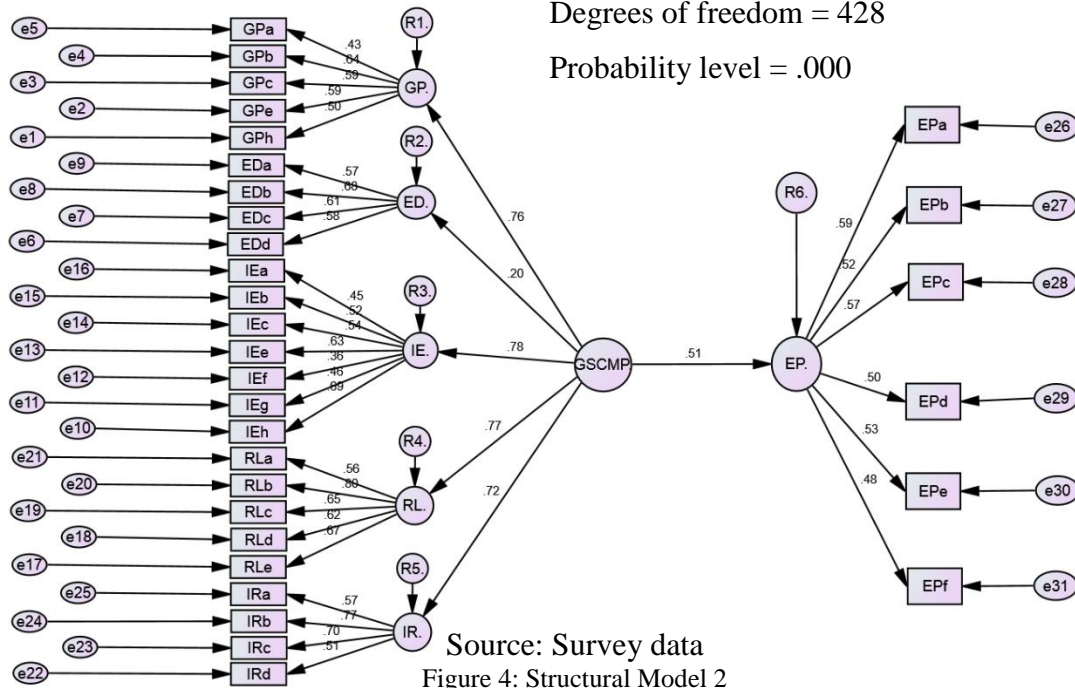 Degrees of freedom = 428
Probability level = .000
e5
GPa
e4
GPb
e3
GPc
e2
GPe
e1
GPh
R1.
GP.
.43
.64
.59
.59
.50
e9
EDa
e8
EDb
e7
EDc
e6
EDd
R2.
ED.
.57
.68
.61
.58
e16
IEa
e15
IEb
e14
IEc
e13
IEe
e12
IEf
e11
IEg
e10
IEh
R3.
IE.
.45
.52
.54
.63
.36
.46
e21
RLa
e20
RLb
e19
RLc
e18
RLd
e17
RLe
R4.
RL.
.56
.80
.65
.62
.67
e25
IRa
e24
IRb
e23
IRc
e22
IRd
R5.
IR.
.57
.77
.70
.51
.76
.20
.78
.77
.72
GSCMP.
.51
R6.
EP.
.59
.52
.57
.50
.53
.48
EPa
e26
EPb
e27
EPc
e28
EPd
e29
EPe
e30
EPf
e31
Source: Survey data
Figure 4: Structural Model 2